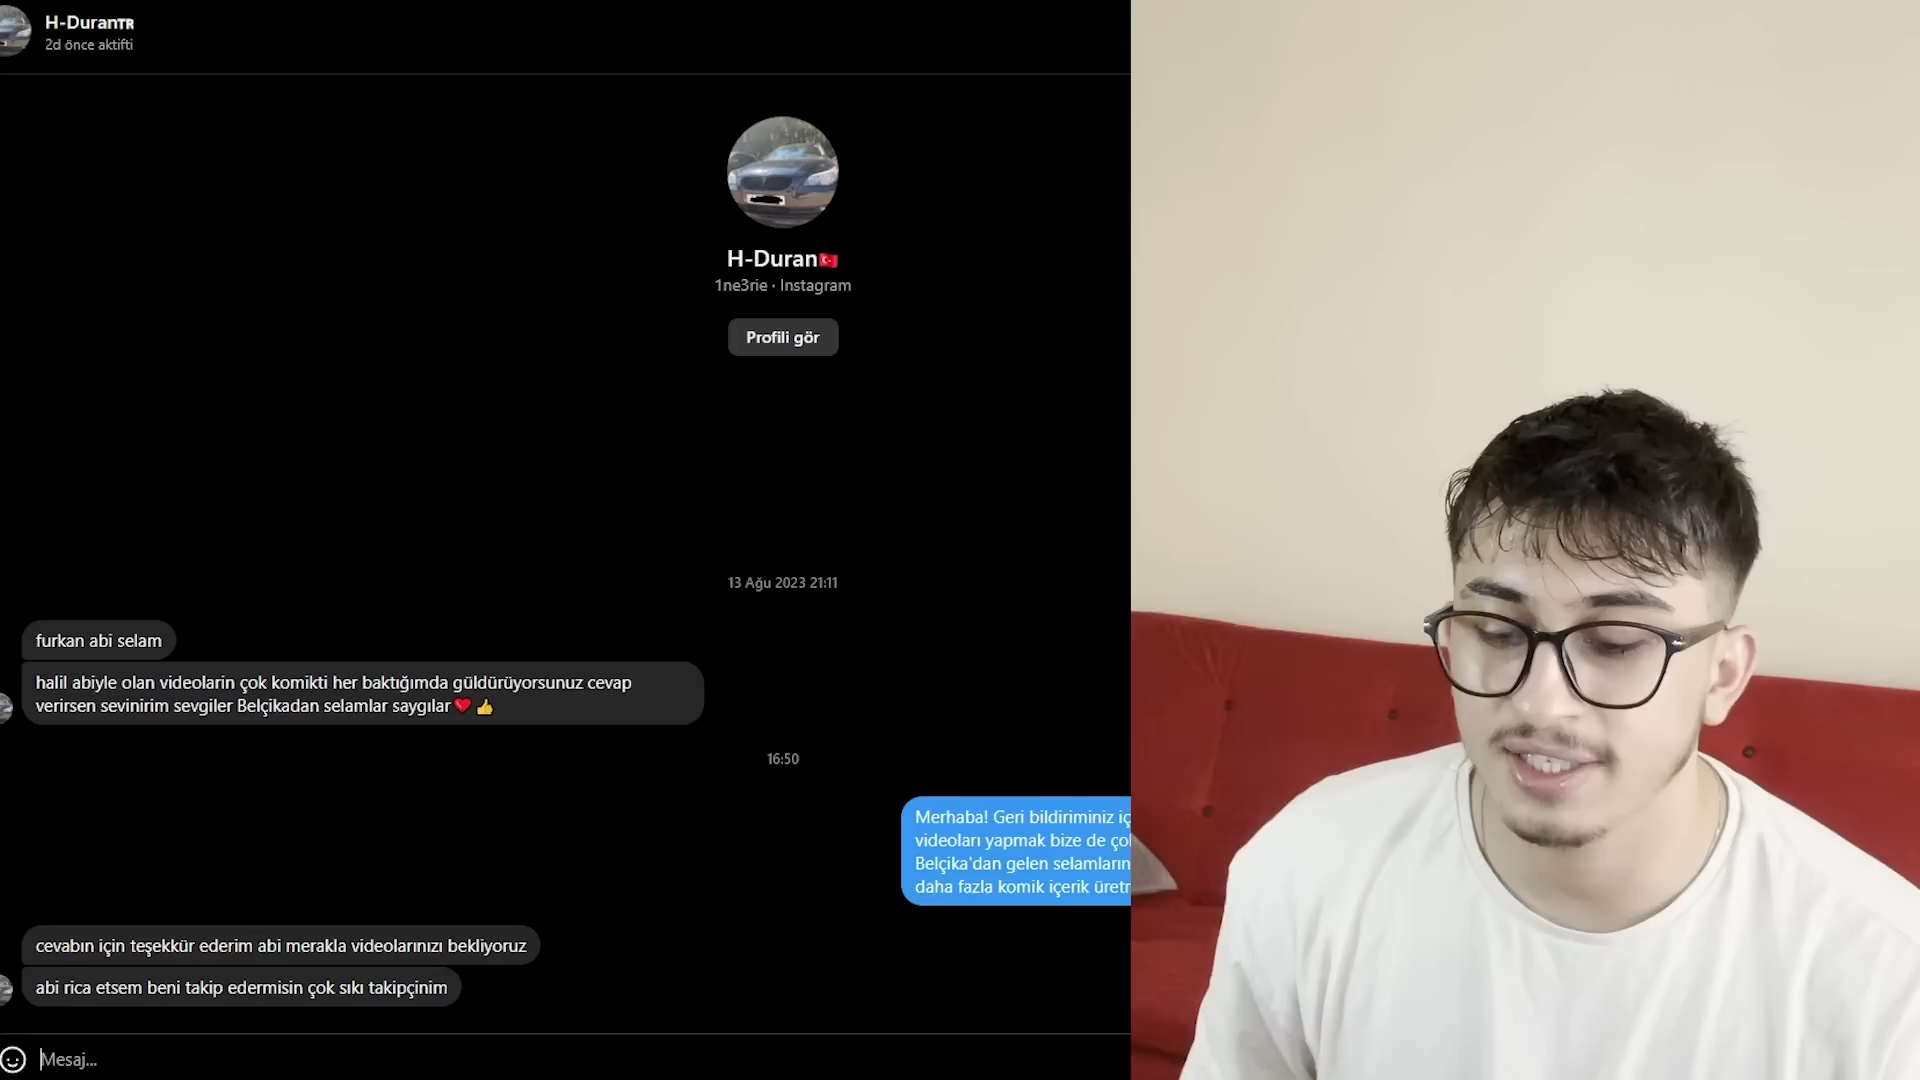 H-DuranTR
2d önce aktifti
H-Duran🇹🇷
1ne3rie · Instagram
Profili gör
13 Ağu 2023 21:11
furkan abi selam
halil abiyle olan videolarin çok komikti her baktığımda güldürüyorsunuz cevap
verirsen sevinirim sevgiler Belçikadan selamlar saygılar❤️👍
16:50
Merhaba! Geri bildiriminiz
videoları yapmak bize de
Belçika'dan gelen selamların
daha fazla komik içerik
cevabın için teşekkür ederim abi merakla videolarınızı bekliyoruz
abi rica etsem beni takip edermisin çok sıkı takipçinim
Mesaj...